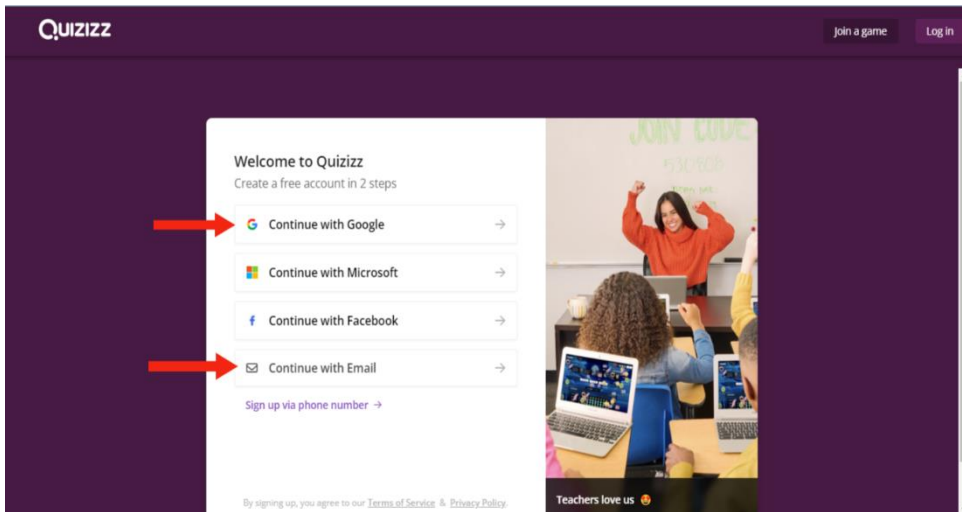 QUIZIZZ
Join a game
Log in
Welcome to Quizizz
Create a free account in 2 steps
Continue with Google
Continue with Microsoft
Continue with Facebook
Continue with Email
Sign up via phone number →
By signing up, you agree to our Terms of Service & Privacy Policy.
JOIN CODE
Teachers love us 😍